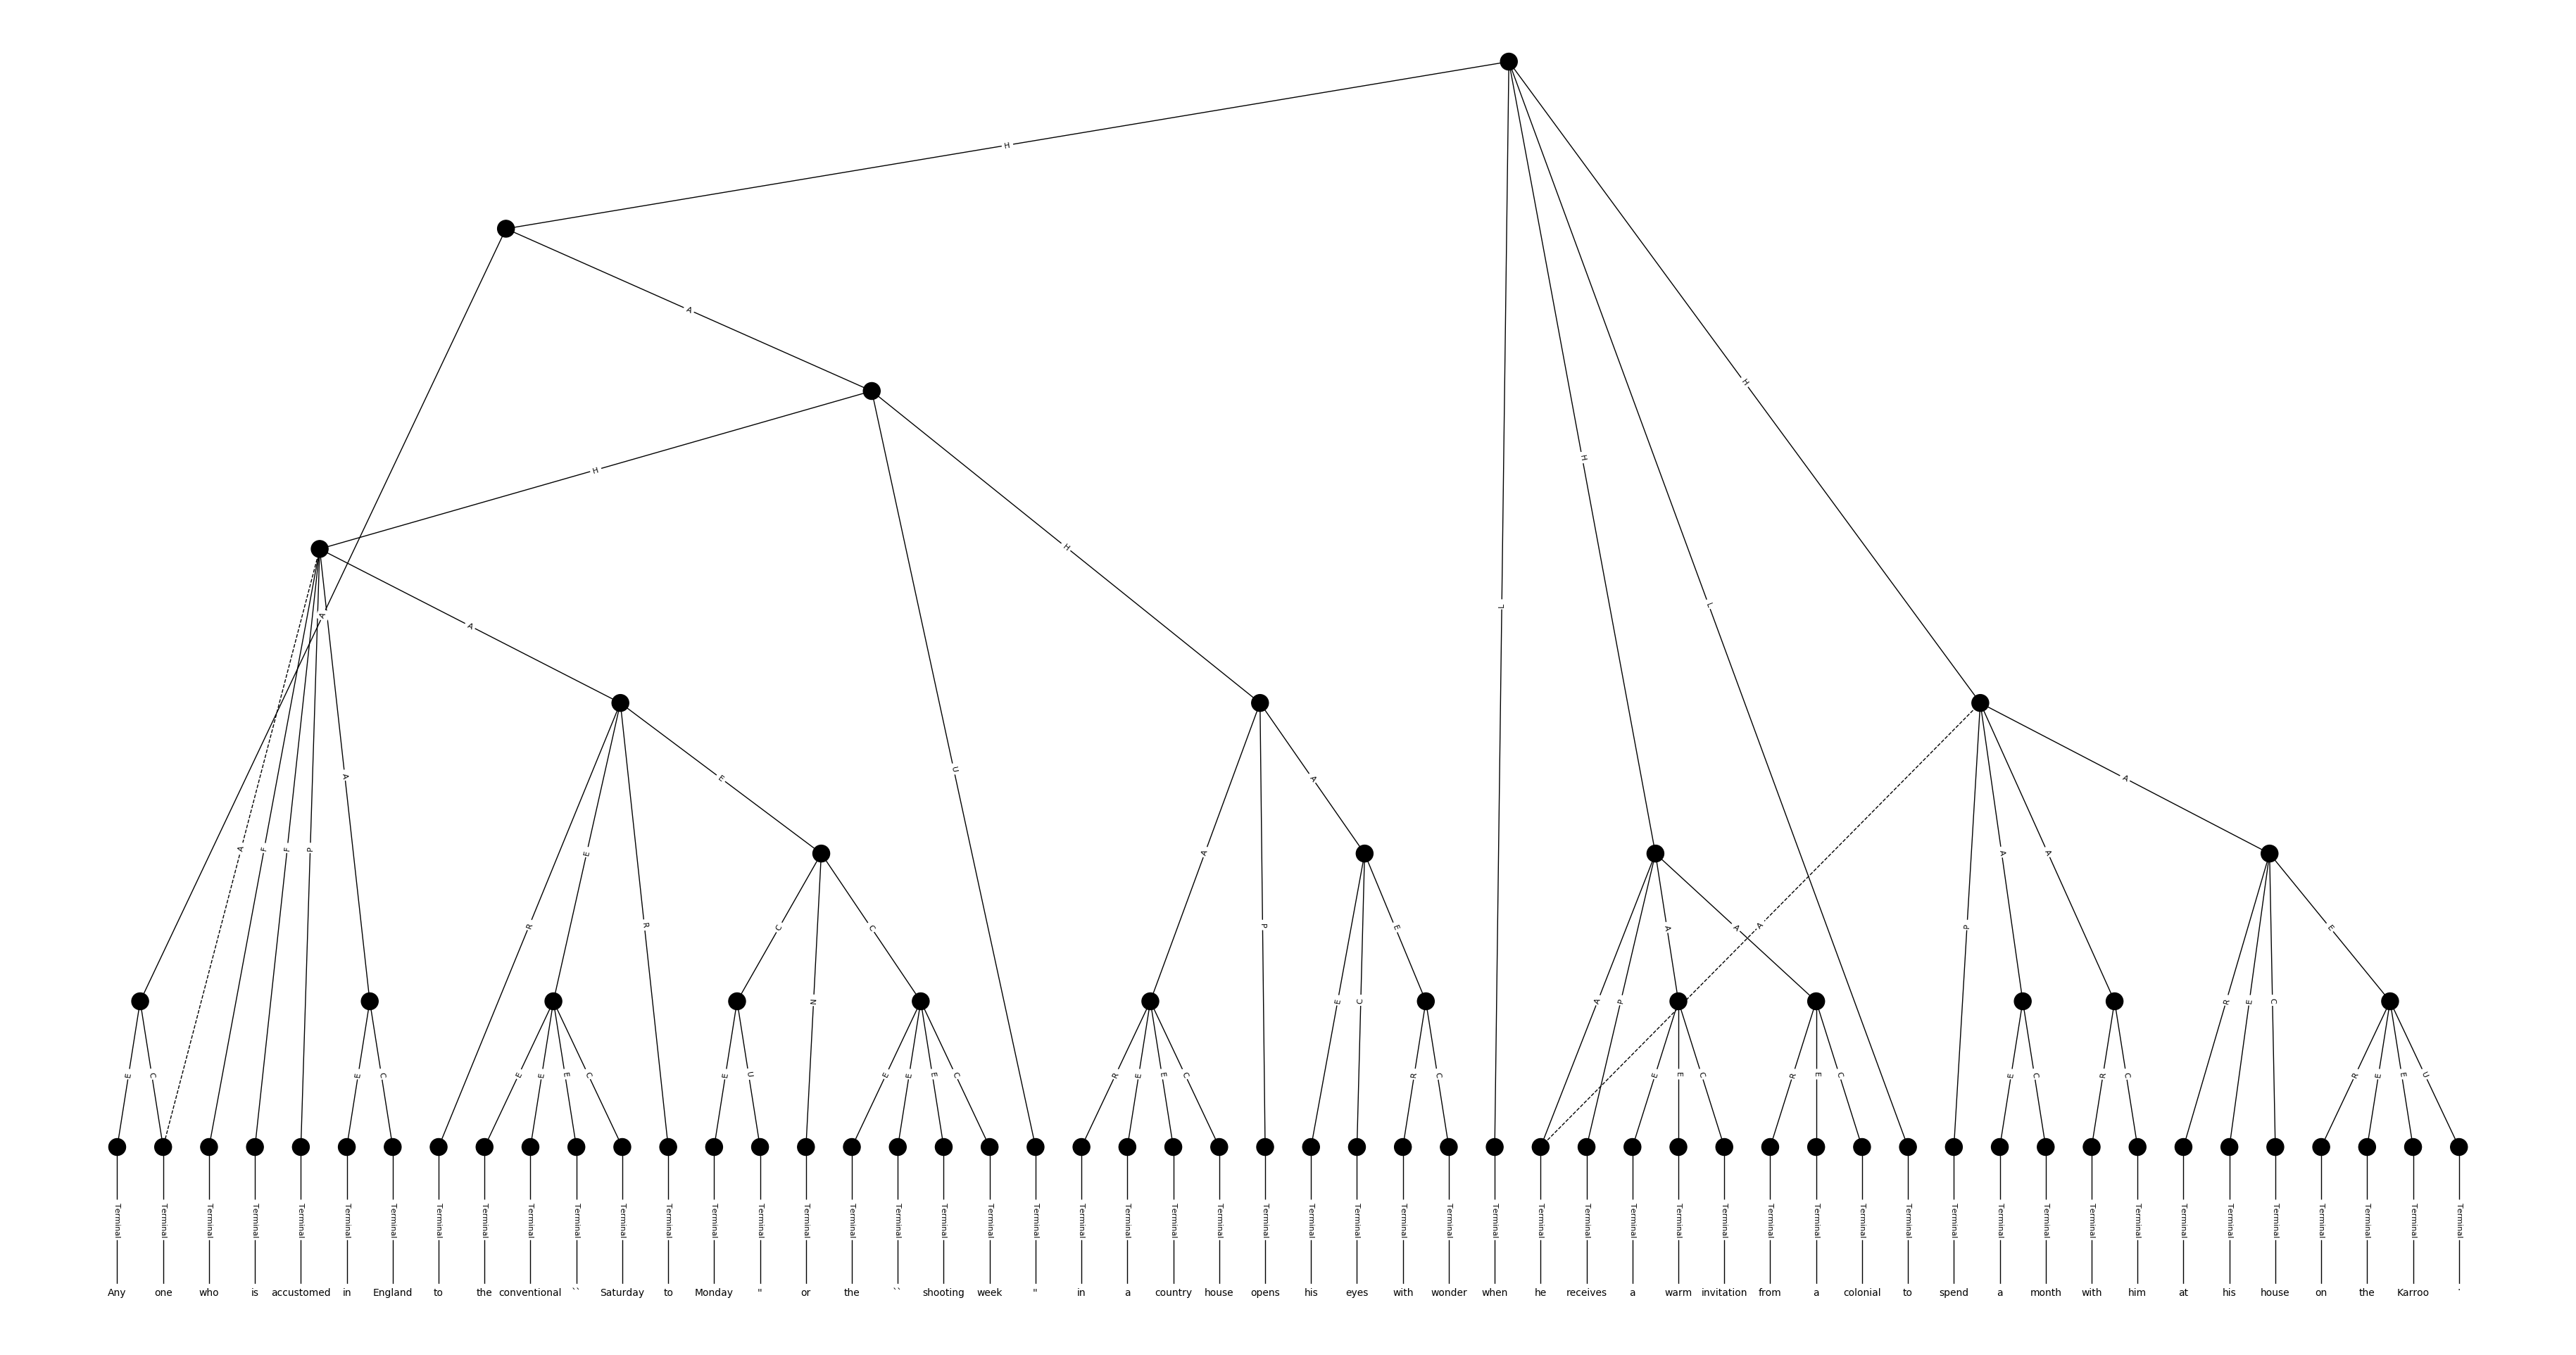 H
A
H
H
H
H
L L
A
A
U
A E A A
A F F P E A A A
R R C C P E A A A P E
N E C A P R E C
E C E C E E E C E U E E E C R E E C R C E E C R E C E C R C R E E U
Terminal Terminal Terminal Terminal Terminal Terminal Terminal Terminal Terminal Terminal Terminal Terminal Terminal Terminal Terminal Terminal Terminal Terminal Terminal Terminal Terminal Terminal Terminal Terminal Terminal Terminal Terminal Terminal Terminal Terminal Terminal Terminal Terminal Terminal Terminal Terminal Terminal Terminal Terminal Terminal Terminal Terminal Terminal Terminal Terminal Terminal Terminal Terminal Terminal Terminal Terminal Terminal
Any one who is accustomed in England to the conventional `` Saturday to Monday " or the `` shooting week " in a country house opens his eyes with wonder when he receives a warm invitation from a colonial to spend a month with him at his house on the Karroo .